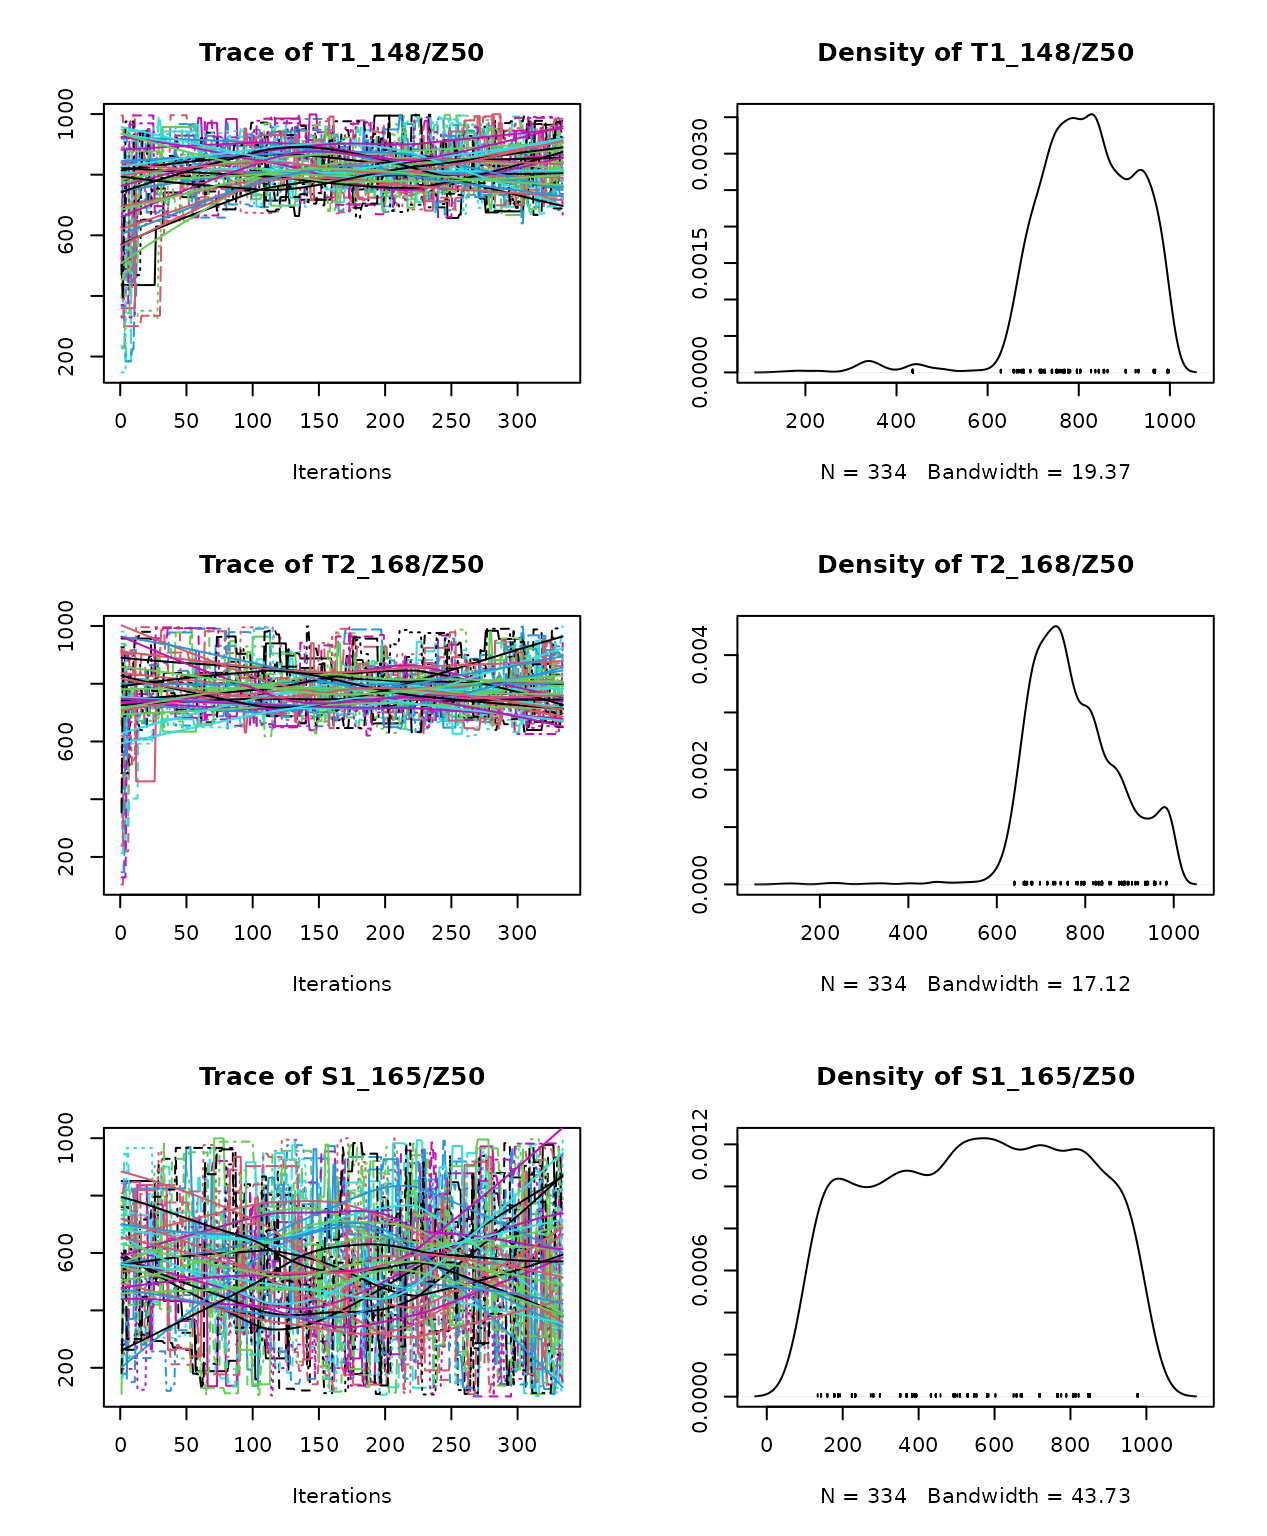 Trace of T1_148/Z50
Density of T1_148/Z50
1000
600
200
0 50 100 150 200 250 300
Iterations
0.0030
0.0015
0.0000
200 400 600 800 1000
N = 334 Bandwidth = 19.37
Trace of T2_168/Z50
Density of T2_168/Z50
1000
600
200
0 50 100 150 200 250 300
Iterations
0.004
0.002
0.000
200 400 600 800 1000
N = 334 Bandwidth = 17.12
Trace of S1_165/Z50
Density of S1_165/Z50
1000
600
200
0 50 100 150 200 250 300
Iterations
0.0012
0.0006
0.0000
0 200 400 600 800 1000
N = 334 Bandwidth = 43.73